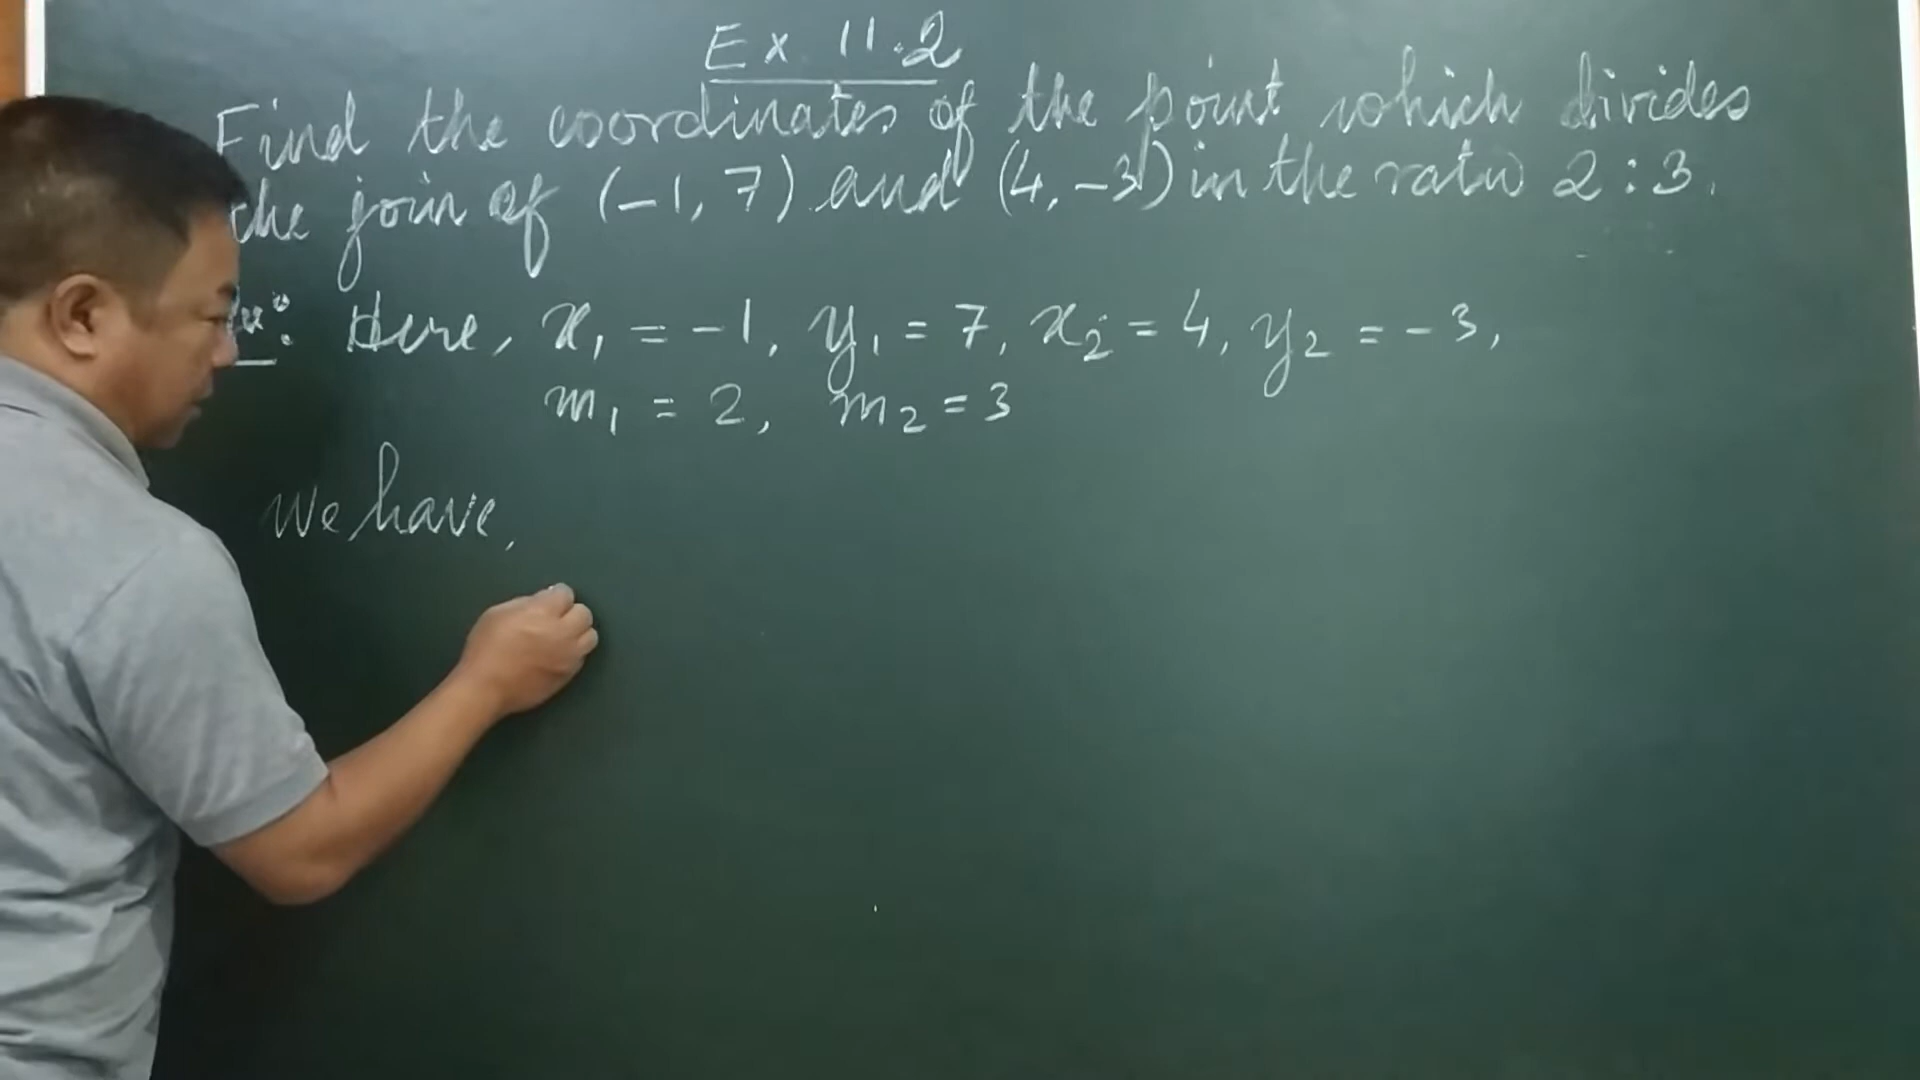 Ex 11.2
Find the coordinates of the point which divides
the join of (-1, 7) and (4, -3) in the ratio 2:3.
Here, x₁ = -1, y₁ = 7, x₂ = 4, y₂ = -3,
m₁ = 2, m₂ = 3
We have,